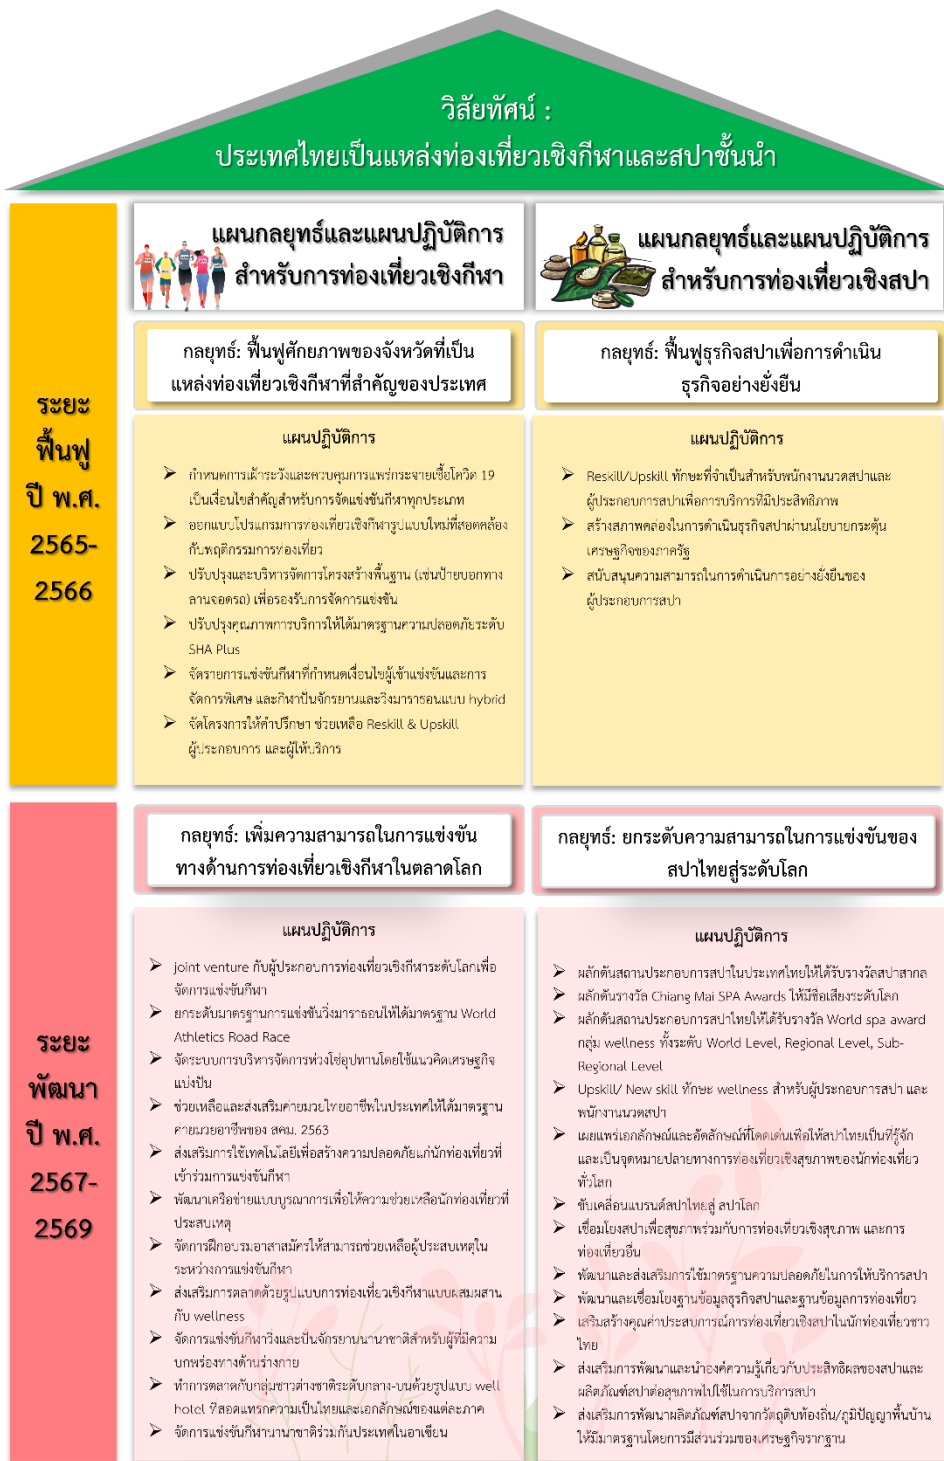 วิสัยทัศน์ :
ประเทศไทยเป็นแหล่งท่องเที่ยวเชิงกีฬาและสปาชั้นนำ
แผนกลยุทธ์และแผนปฏิบัติการ
สำหรับการท่องเที่ยวเชิงกีฬา
แผนกลยุทธ์และแผนปฏิบัติการ
สำหรับการท่องเที่ยวเชิงสปา
ระยะ
ฟื้นฟู
ปี พ.ศ.
2565-
2566
กลยุทธ์: ฟื้นฟูศักยภาพของจังหวัดที่เป็น
แหล่งท่องเที่ยวเชิงกีฬาที่สำคัญของประเทศ
แผนปฏิบัติการ
➢ กำหนดการเฝ้าระวังและควบคุมการแพร่กระจายเชื้อโควิด 19
เป็นเงื่อนไขสำคัญสำหรับการจัดแข่งขันกีฬาทุกประเภท
➢ ออกแบบโปรแกรมการท่องเที่ยวเชิงกีฬารูปแบบใหม่ที่สอดคล้อง
กับพฤติกรรมการท่องเที่ยว
➢ ปรับปรุงและบริหารจัดการโครงสร้างพื้นฐาน (เช่นป้ายบอกทาง
ลานจอดรถ) เพื่อรองรับการจัดการแข่งขัน
➢ ปรับปรุงคุณภาพการบริการให้ได้มาตรฐานความปลอดภัยระดับ
SHA Plus
➢ จัดรายการแข่งขันกีฬาที่กำหนดเงื่อนไขผู้เข้าแข่งขันและการ
จัดการพิเศษ และกีฬาปั่นจักรยานและวิ่งมาราธอนแบบ hybrid
➢ จัดโครงการให้คำปรึกษา ช่วยเหลือ Reskill & Upskill
ผู้ประกอบการ และผู้ให้บริการ
กลยุทธ์: ฟื้นฟูธุรกิจสปาเพื่อการดำเนิน
ธุรกิจอย่างยั่งยืน
แผนปฏิบัติการ
➢ Reskill/Upskill ทักษะที่จำเป็นสำหรับพนักงานนวดสปาและ
ผู้ประกอบการสปาเพื่อการบริการที่มีประสิทธิภาพ
➢ สร้างสภาพคล่องในการดำเนินธุรกิจสปาผ่านนโยบายกระตุ้น
เศรษฐกิจของภาครัฐ
➢ สนับสนุนความสามารถในการดำเนินการอย่างยั่งยืนของ
ผู้ประกอบการสปา
ระยะ
พัฒนา
ปี พ.ศ.
2567-
2569
กลยุทธ์: เพิ่มความสามารถในการแข่งขัน
ทางด้านการท่องเที่ยวเชิงกีฬาในตลาดโลก
แผนปฏิบัติการ
➢ joint venture กับผู้ประกอบการท่องเที่ยวเชิงกีฬาระดับโลกเพื่อ
จัดการแข่งขันกีฬา
➢ ยกระดับมาตรฐานการแข่งขันวิ่งมาราธอนให้ได้มาตรฐาน World
Athletics Road Race
➢ จัดระบบการบริหารจัดการห่วงโซ่อุปทานโดยใช้แนวคิดเศรษฐกิจ
แบ่งปัน
➢ ช่วยเหลือและส่งเสริมค่ายมวยไทยอาชีพในประเทศให้ได้มาตรฐาน
ค่ายมวยอาชีพของ สคม. 2563
➢ ส่งเสริมการใช้เทคโนโลยีเพื่อสร้างความปลอดภัยแก่นักท่องเที่ยวที่
เข้าร่วมการแข่งขันกีฬา
➢ พัฒนาเครือข่ายแบบบูรณาการเพื่อให้ความช่วยเหลือนักท่องเที่ยวที่
ประสบเหตุ
➢ จัดการฝึกอบรมอาสาสมัครให้สามารถช่วยเหลือผู้ประสบเหตุใน
ระหว่างการแข่งขันกีฬา
➢ ส่งเสริมการตลาดด้วยรูปแบบการท่องเที่ยวเชิงกีฬาแบบผสมผสาน
กับ wellness
➢ จัดการแข่งขันกีฬาวิ่งและปั่นจักรยานนานาชาติสำหรับผู้ที่มีความ
บกพร่องทางด้านร่างกาย
➢ ทำการตลาดกับกลุ่มชาวต่างชาติระดับกลาง-บนด้วยรูปแบบ well
hotel ที่สอดแทรกความเป็นไทยและเอกลักษณ์ของแต่ละภาค
➢ จัดการแข่งขันกีฬานานาชาติร่วมกับประเทศในอาเซียน
กลยุทธ์: ยกระดับความสามารถในการแข่งขันของ
สปาไทยสู่ระดับโลก
แผนปฏิบัติการ
➢ ผลักดันสถานประกอบการสปาในประเทศไทยให้ได้รับรางวัลสปาสากล
➢ ผลักดันรางวัล Chiang Mai SPA Awards ให้มีชื่อเสียงระดับโลก
➢ ผลักดันสถานประกอบการสปาไทยให้ได้รับรางวัล World spa award
กลุ่ม wellness ทั้งระดับ World Level, Regional Level, Sub-
Regional Level
➢ Upskill/ New skill ทักษะ wellness สำหรับผู้ประกอบการสปา และ
พนักงานนวดสปา
➢ เผยแพร่เอกลักษณ์และอัตลักษณ์ที่โดดเด่นเพื่อให้สปาไทยเป็นที่รู้จัก
และเป็นจุดหมายปลายทางการท่องเที่ยวเชิงสุขภาพของนักท่องเที่ยว
ทั่วโลก
➢ ขับเคลื่อนแบรนด์สปาไทยสู่ สปาโลก
➢ เชื่อมโยงสปาเพื่อสุขภาพร่วมกับการท่องเที่ยวเชิงสุขภาพ และการ
ท่องเที่ยวอื่น
➢ พัฒนาและส่งเสริมการใช้มาตรฐานความปลอดภัยในการให้บริการสปา
➢ พัฒนาและเชื่อมโยงฐานข้อมูลธุรกิจสปาและฐานข้อมูลการท่องเที่ยว
➢ เสริมสร้างคุณค่าประสบการณ์การท่องเที่ยวเชิงสปาในนักท่องเที่ยวชาว
ไทย
➢ ส่งเสริมการพัฒนาและนำองค์ความรู้เกี่ยวกับประสิทธิผลของสปาและ
ผลิตภัณฑ์สปาต่อสุขภาพไปใช้ในการบริการสปา
➢ ส่งเสริมการพัฒนาผลิตภัณฑ์สปาจากวัตถุดิบท้องถิ่น/ภูมิปัญญาพื้นบ้าน
ให้มีมาตรฐานโดยการมีส่วนร่วมของเศรษฐกิจรากฐาน